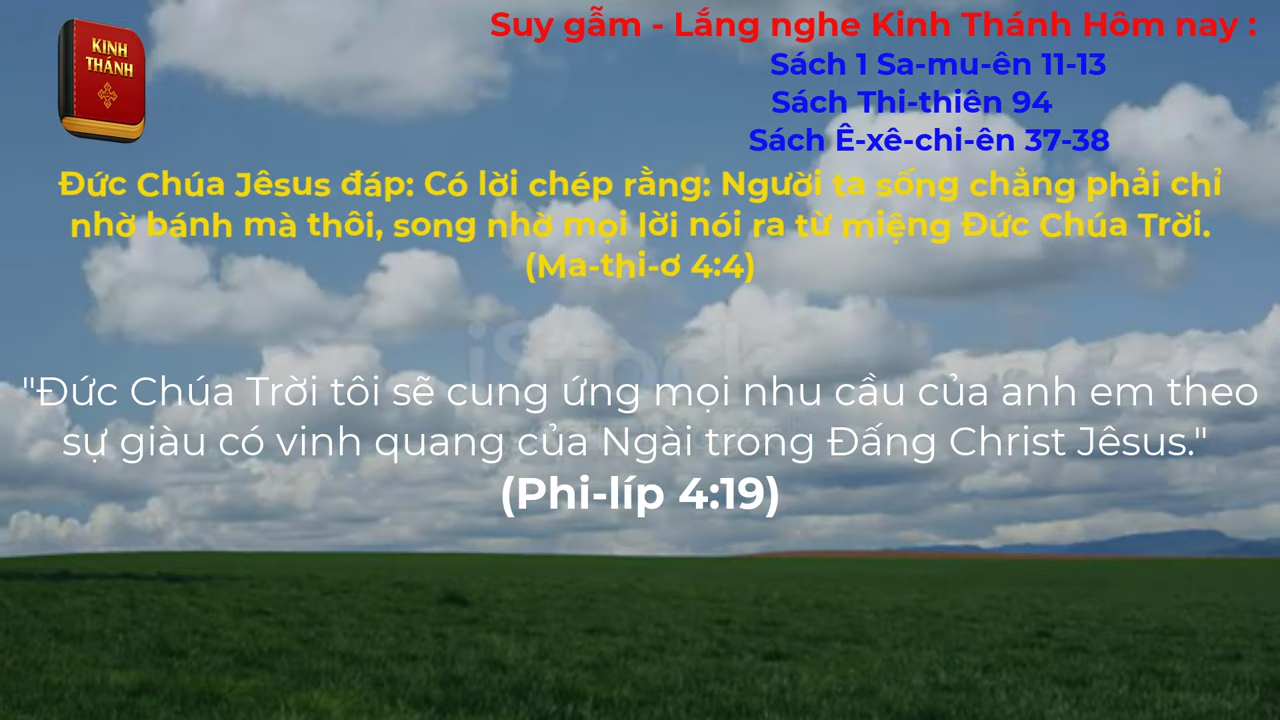 KINH
THÁNH
Suy gẫm - Lắng nghe Kinh Thánh Hôm nay :
Sách 1 Sa-mu-ên 11-13
Sách Thi-thiên 94
Sách Ê-xê-chi-ên 37-38
Đức Chúa Jêsus đáp: Có lời chép rằng: Người ta sống chẳng phải chỉ
nhờ bánh mà thôi, song nhờ mọi lời nói ra từ miệng Đức Chúa Trời.
(Ma-thi-ơ 4:4)
iStock
"Đức Chúa Trời tôi sẽ cung ứng mọi nhu cầu của anh em theo
sự giàu có vinh quang của Ngài trong Đấng Christ Jêsus."
(Phi-líp 4:19)